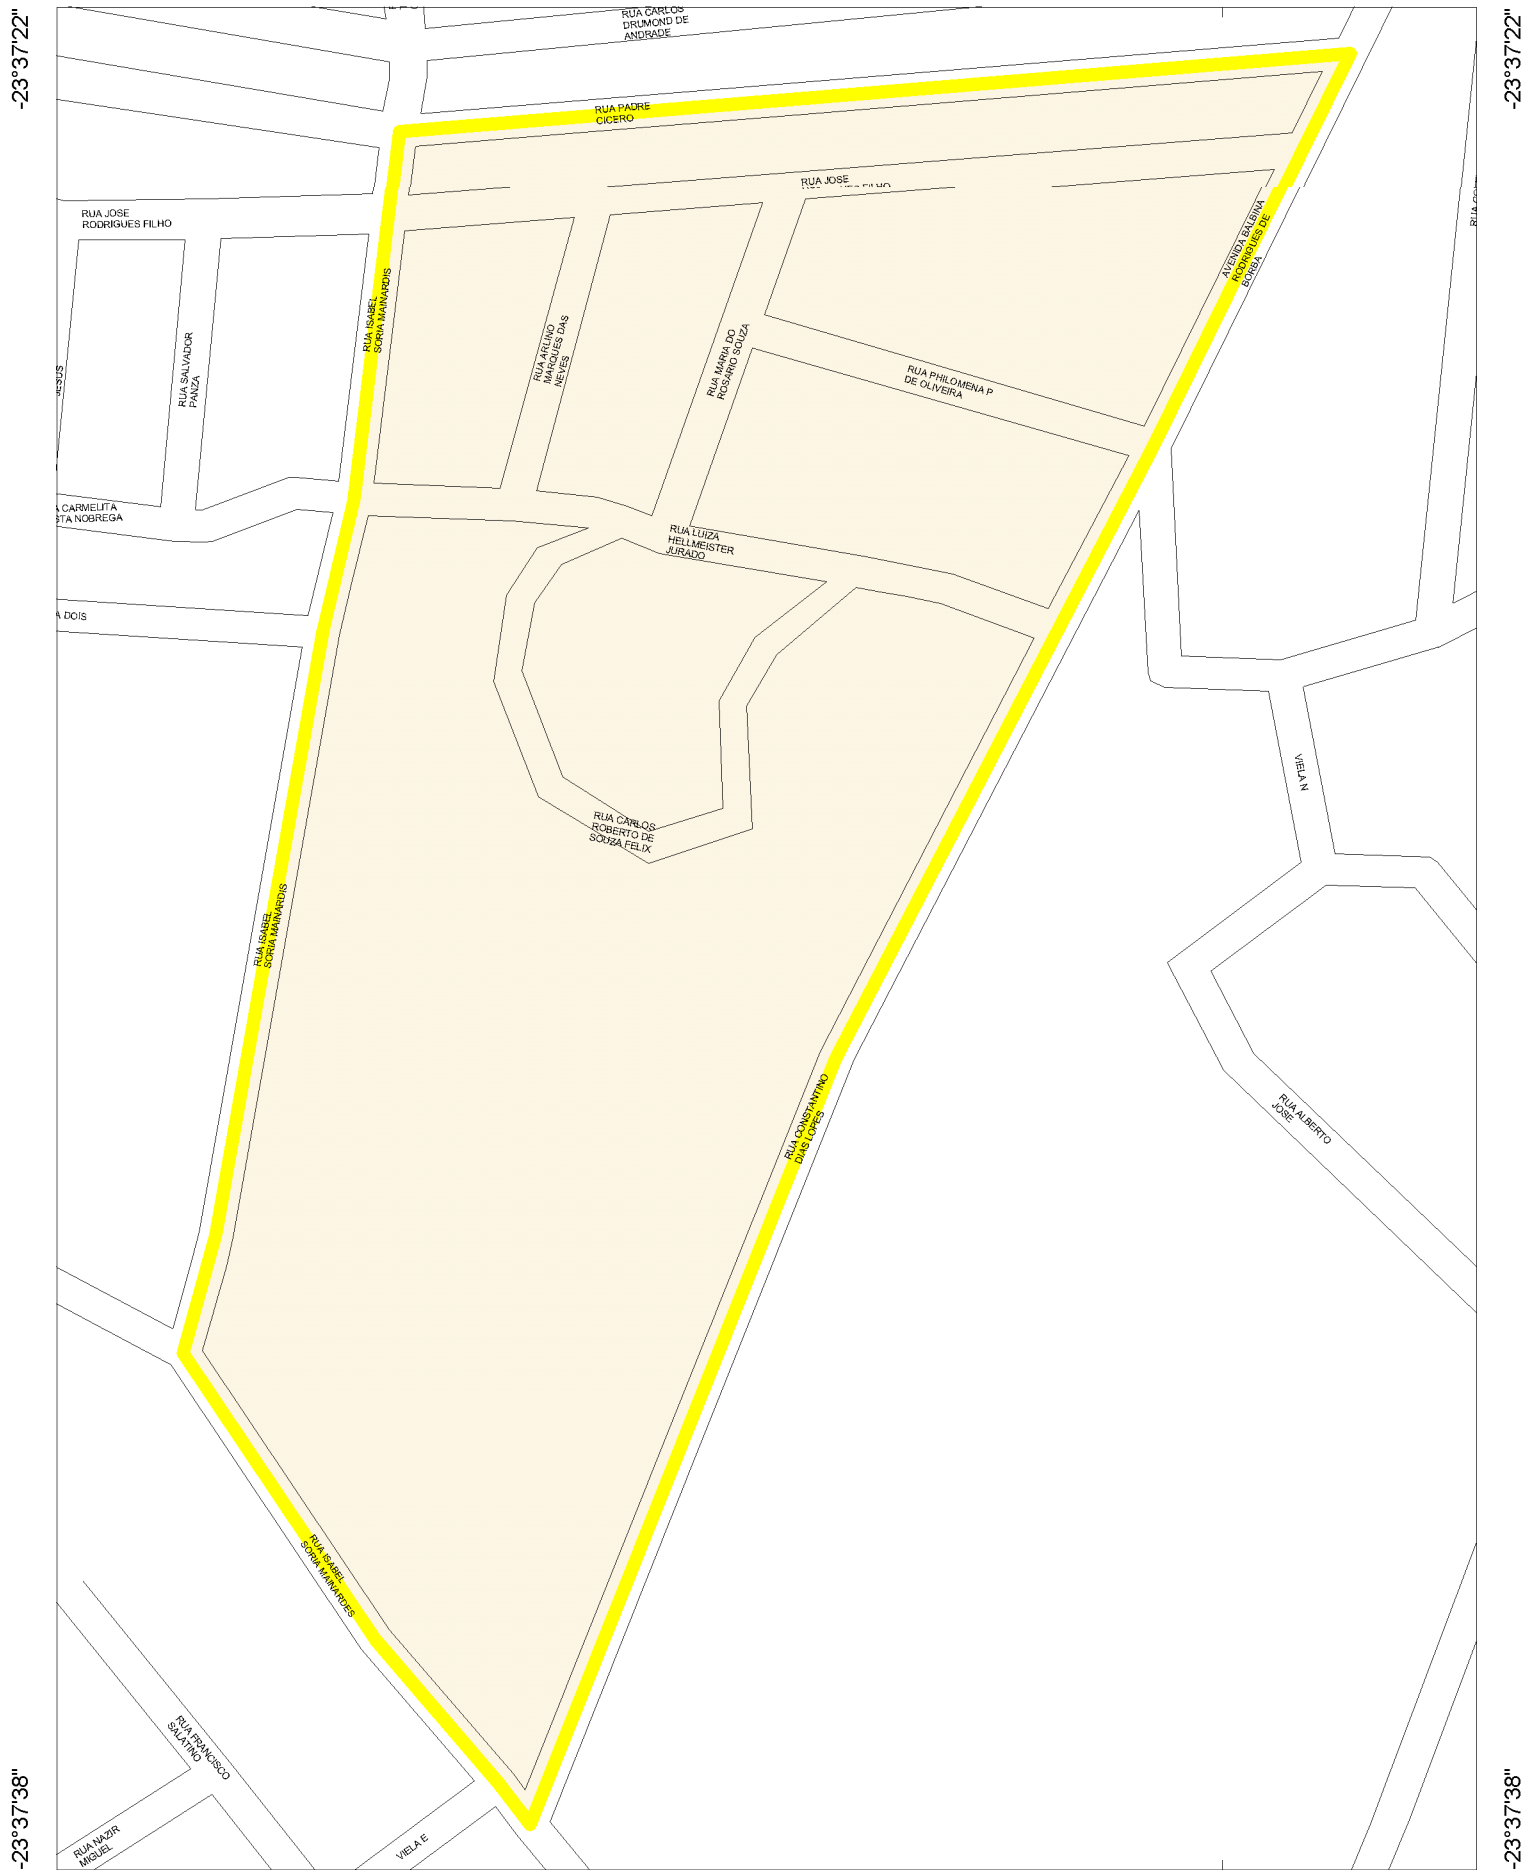 -23°37'22"
-23°37'22"
RUA CARLOS
DRUMOND DE
ANDRADE
RUA PADRE
CICERO
RUA JOSE
RUA JOSE
RODRIGUES FILHO
AVENIDA BALBINA
RODRIGUES DE
BORBA
RUA ISABEL
SORIA MAINARDIS
RUA SALVADOR
PANZA
JESUS
RUA ARLINO
MARQUES DAS
NEVES
RUA MARIA DO
ROSARIO SOUZA
RUA PHILOMENA P
DE OLIVEIRA
A CARMELITA
STA NOBREGA
RUA LUIZA
HELLMEISTER
JURADO
A DOIS
VIELA N
RUA CARLOS
ROBERTO DE
SOUZA FELIX
RUA ISABEL
SORIA MAINARDIS
RUA CONSTANTINO
DIAS LOPES
RUA ALBERTO
JOSE
RUA ISABEL
SORIA MAINARDES
RUA FRANCISCO
SALATINO
RUA NAZIR
MIGUEL
VIELA E
-23°37'38"
-23°37'38"